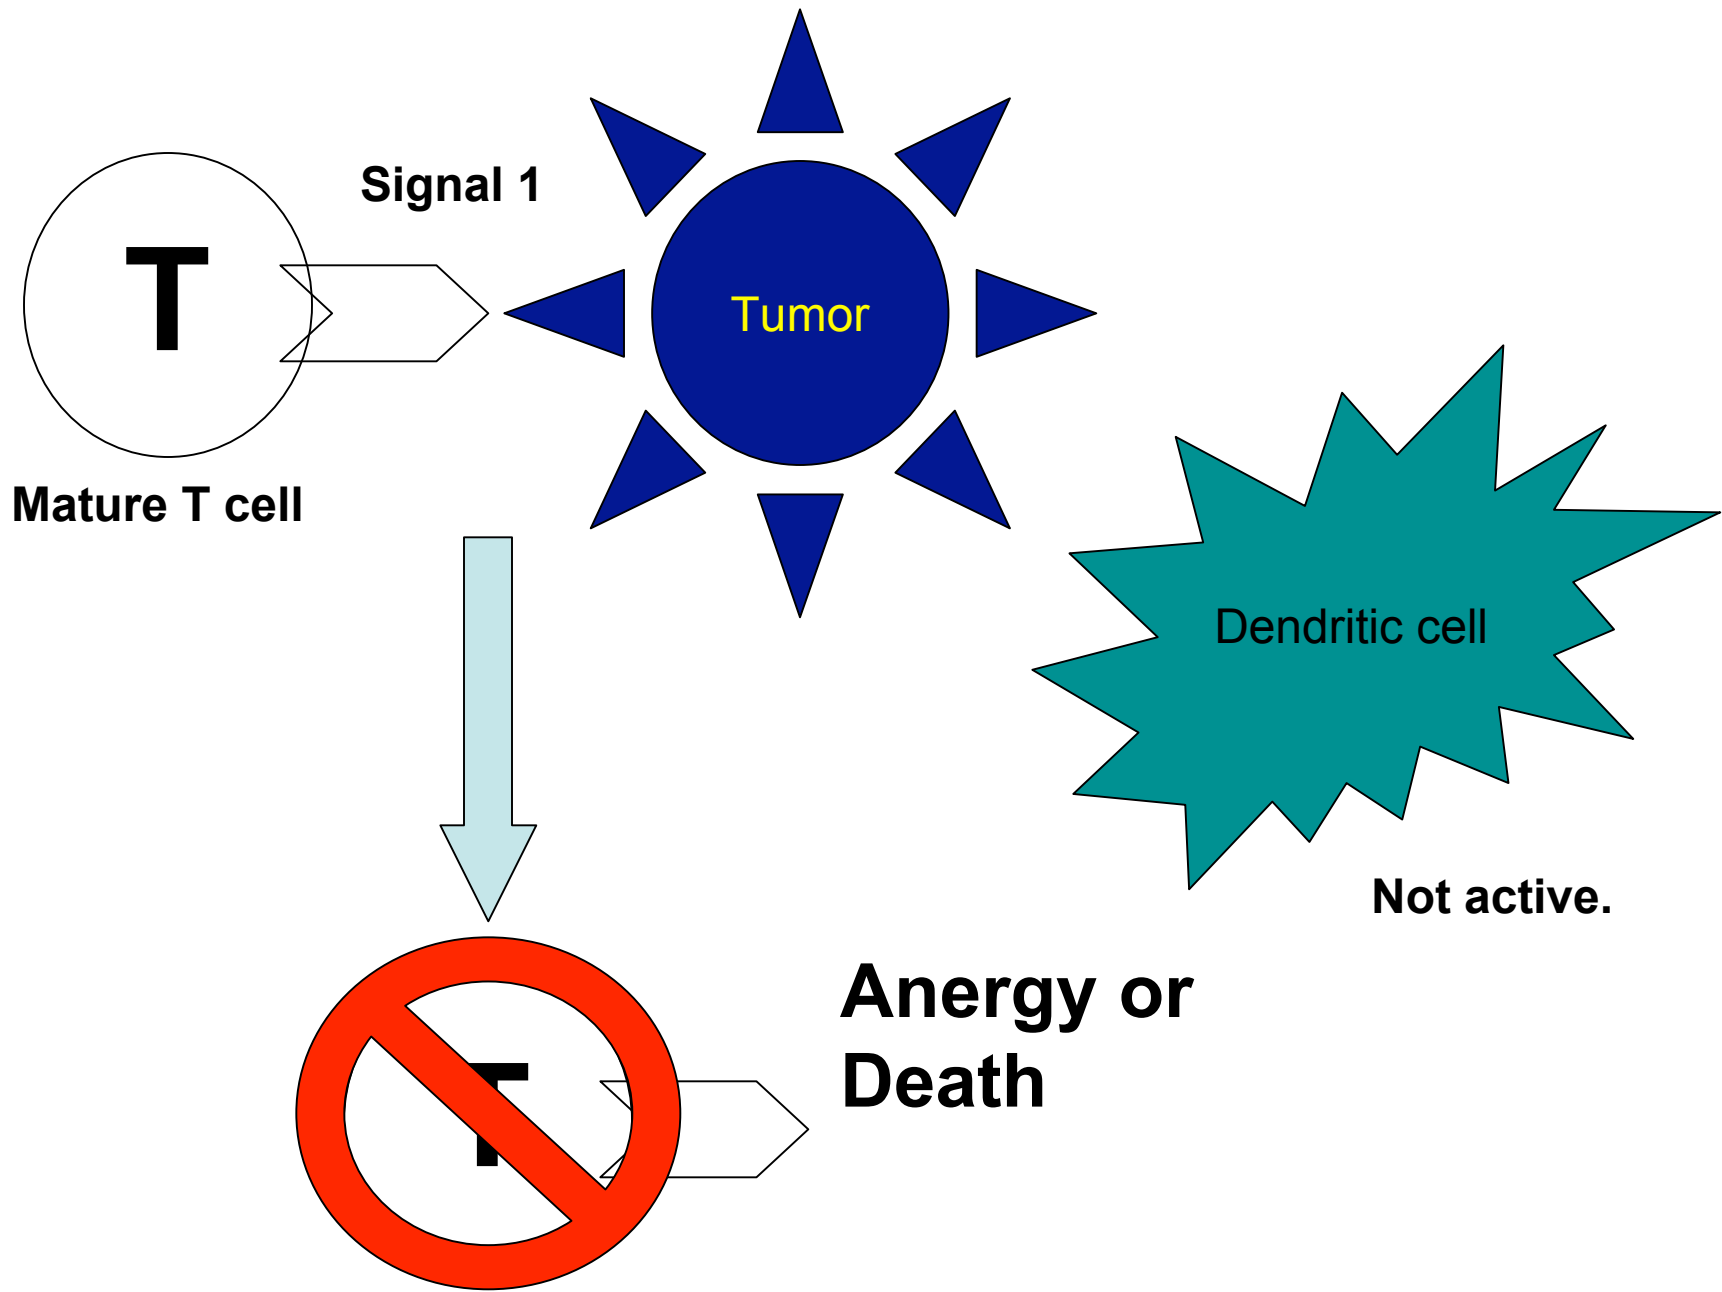 Signal 1
T
Tumor
Mature T cell
Dendritic cell
Not active.
Anergy or
Death
T